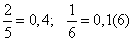 2/5 = 0,4; 1/6 = 0,1(6)